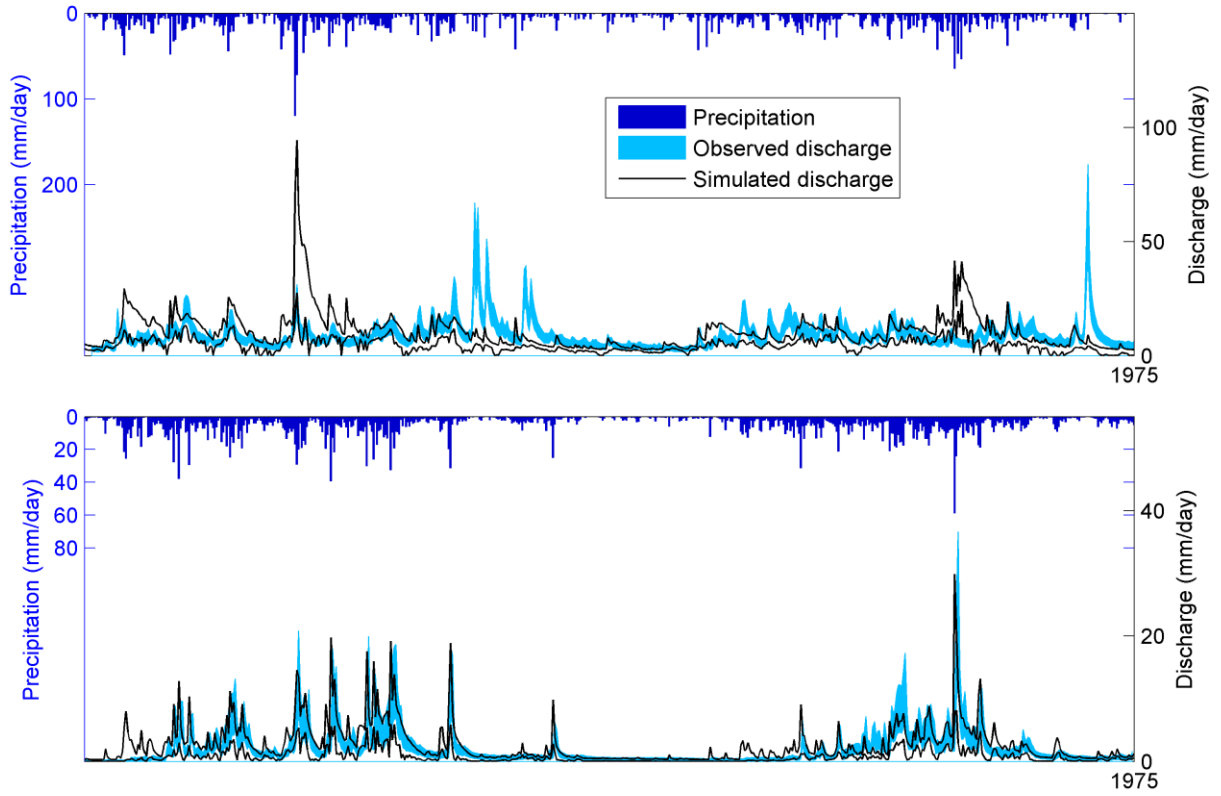 0
100
200
Precipitation (mm/day)
Precipitation
Observed discharge
Simulated discharge
100
50
0
Discharge (mm/day)
1975
0
20
40
60
80
Precipitation (mm/day)
40
20
0
Discharge (mm/day)
1975